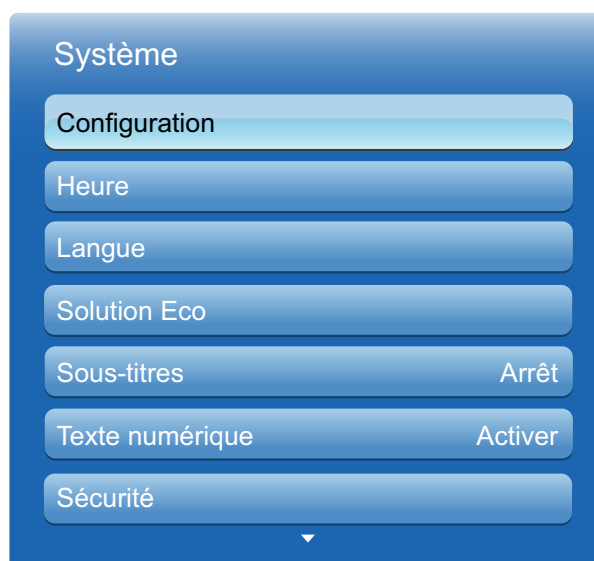 Système
Configuration
Heure
Langue
Solution Eco
Sous-titres Arrêt
Texte numérique Activer
Sécurité